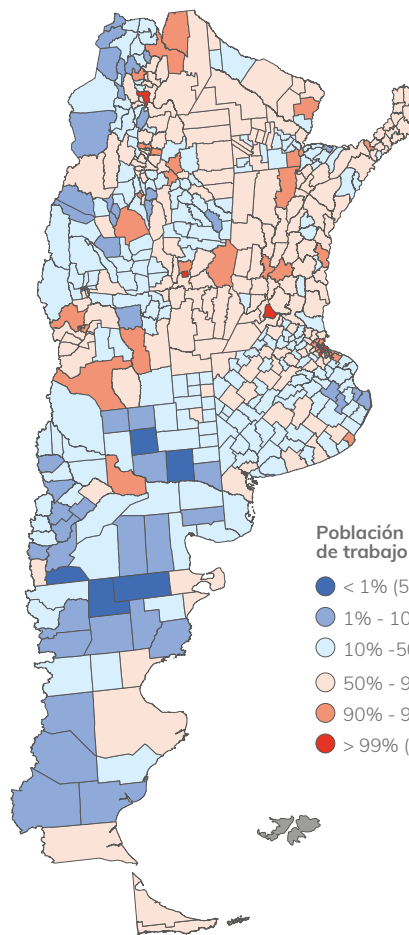 Población
de trabajo
< 1% (5
1% - 10
10% -50
50% - 9
90% - 9
> 99% (